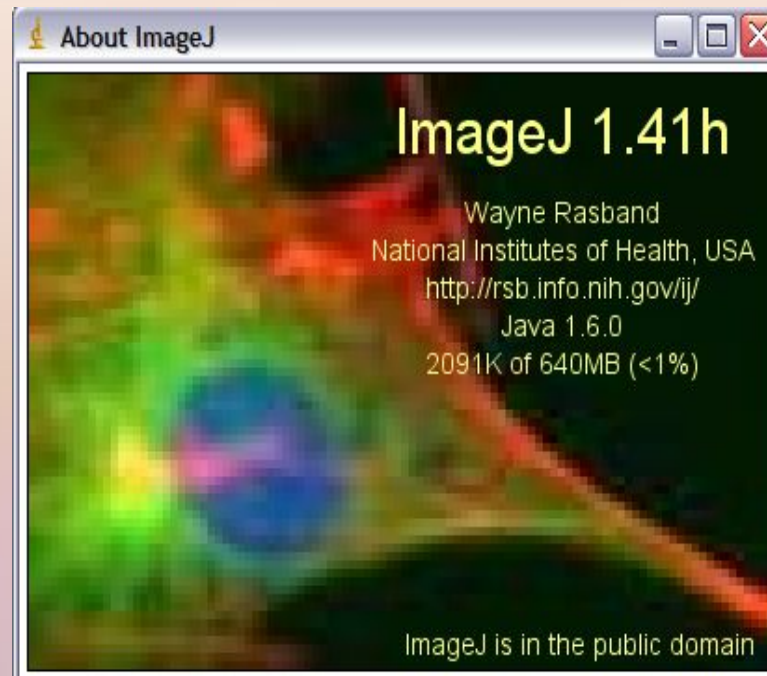 About ImageJ
ImageJ 1.41h
Wayne Rasband
National Institutes of Health, USA
http://rsb.info.nih.gov/ij/
Java 1.6.0
2091K of 640MB (<1%)
ImageJ is in the public domain